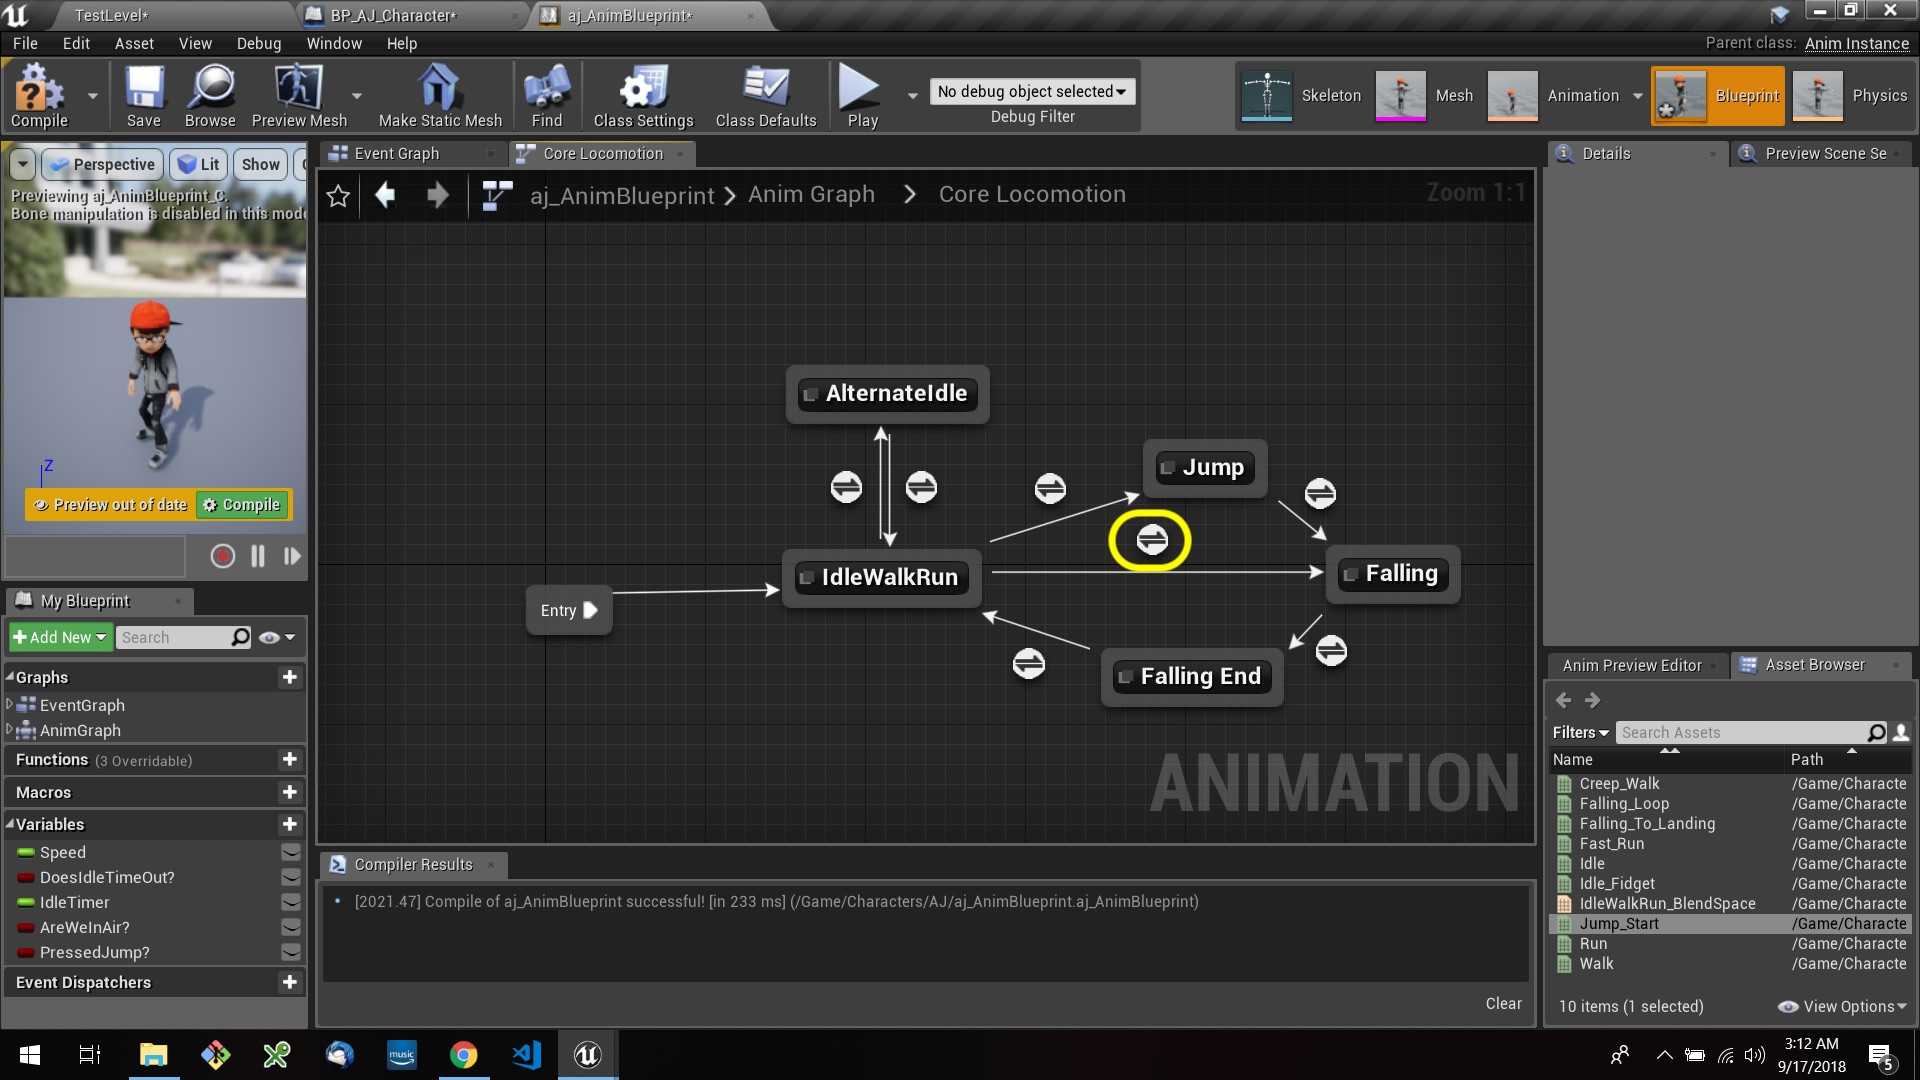 TestLevel*
BP_AJ_Character*
aj_AnimBlueprint*
File Edit Asset View Debug Window Help
Parent class: Anim Instance
Compile
Save
Browse
Preview Mesh
Make Static Mesh
Find
Class Settings
Class Defaults
Play
No debug object selected
Debug Filter
Skeleton
Mesh
Animation
Blueprint
Physics
Perspective
Lit
Show
Previewing aj_AnimBlueprint_C.
Bone manipulation is disabled in this mode
Z
Preview out of date
Compile
Event Graph
Core Locomotion
aj_AnimBlueprint > Anim Graph > Core Locomotion
Zoom 1:1
AlternateIdle
Jump
IdleWalkRun
Falling
Entry
Falling End
ANIMATION
Details
Preview Scene Se
My Blueprint
Add New
Search
Graphs
EventGraph
AnimGraph
Functions (3 Overridable)
Macros
Variables
Speed
DoesIdleTimeOut?
IdleTimer
AreWeInAir?
PressedJump?
Event Dispatchers
Compiler Results
[2021.47] Compile of aj_AnimBlueprint successful! [in 233 ms] (/Game/Characters/AJ/aj_AnimBlueprint.aj_AnimBlueprint)
Clear
Anim Preview Editor
Asset Browser
Filters
Search Assets
Name Path
Creep_Walk /Game/Characte
Falling_Loop /Game/Characte
Falling_To_Landing /Game/Characte
Fast_Run /Game/Characte
Idle /Game/Characte
Idle_Fidget /Game/Characte
IdleWalkRun_BlendSpace /Game/Characte
Jump_Start /Game/Characte
Run /Game/Characte
Walk /Game/Characte
10 items (1 selected)
View Options
music
3:12 AM
9/17/2018
5